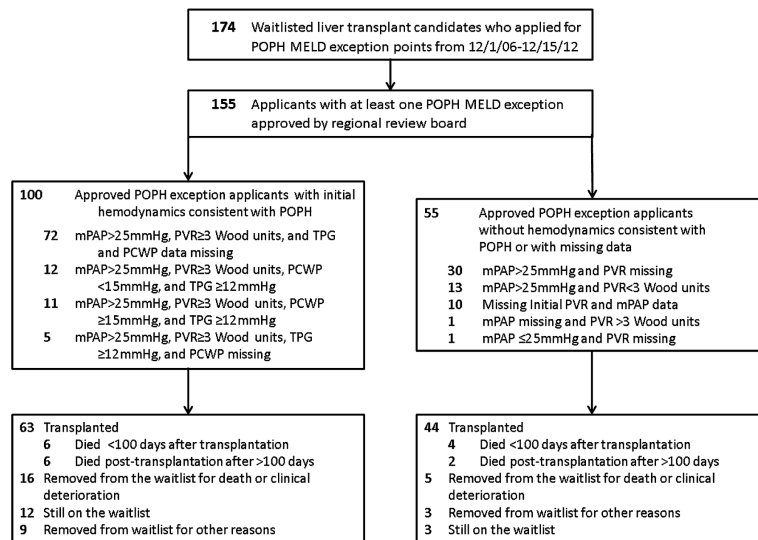 174 Waitlisted liver transplant candidates who applied for
POPH MELD exception points from 12/1/06-12/15/12
155 Applicants with at least one POPH MELD exception
approved by regional review board
100 Approved POPH exception applicants with initial
hemodynamics consistent with POPH
72 mPAP>25mmHg, PVR≥3 Wood units, and TPG
and PCWP data missing
12 mPAP>25mmHg, PVR≥3 Wood units, PCWP
<15mmHg, and TPG ≥12mmHg
11 mPAP>25mmHg, PVR≥3 Wood units, PCWP
≥15mmHg, and TPG ≥12mmHg
5 mPAP>25mmHg, PVR≥3 Wood units, TPG
≥12mmHg, and PCWP missing
55 Approved POPH exception applicants
without hemodynamics consistent with
POPH or with missing data
30 mPAP>25mmHg and PVR missing
13 mPAP>25mmHg and PVR<3 Wood units
10 Missing Initial PVR and mPAP data
1 mPAP missing and PVR >3 Wood units
1 mPAP ≤25mmHg and PVR missing
63 Transplanted
6 Died <100 days after transplantation
6 Died post-transplantation after >100 days
16 Removed from the waitlist for death or clinical
deterioration
12 Still on the waitlist
9 Removed from waitlist for other reasons
44 Transplanted
4 Died <100 days after transplantation
2 Died post-transplantation after >100 days
5 Removed from the waitlist for death or clinical
deterioration
3 Removed from waitlist for other reasons
3 Still on the waitlist